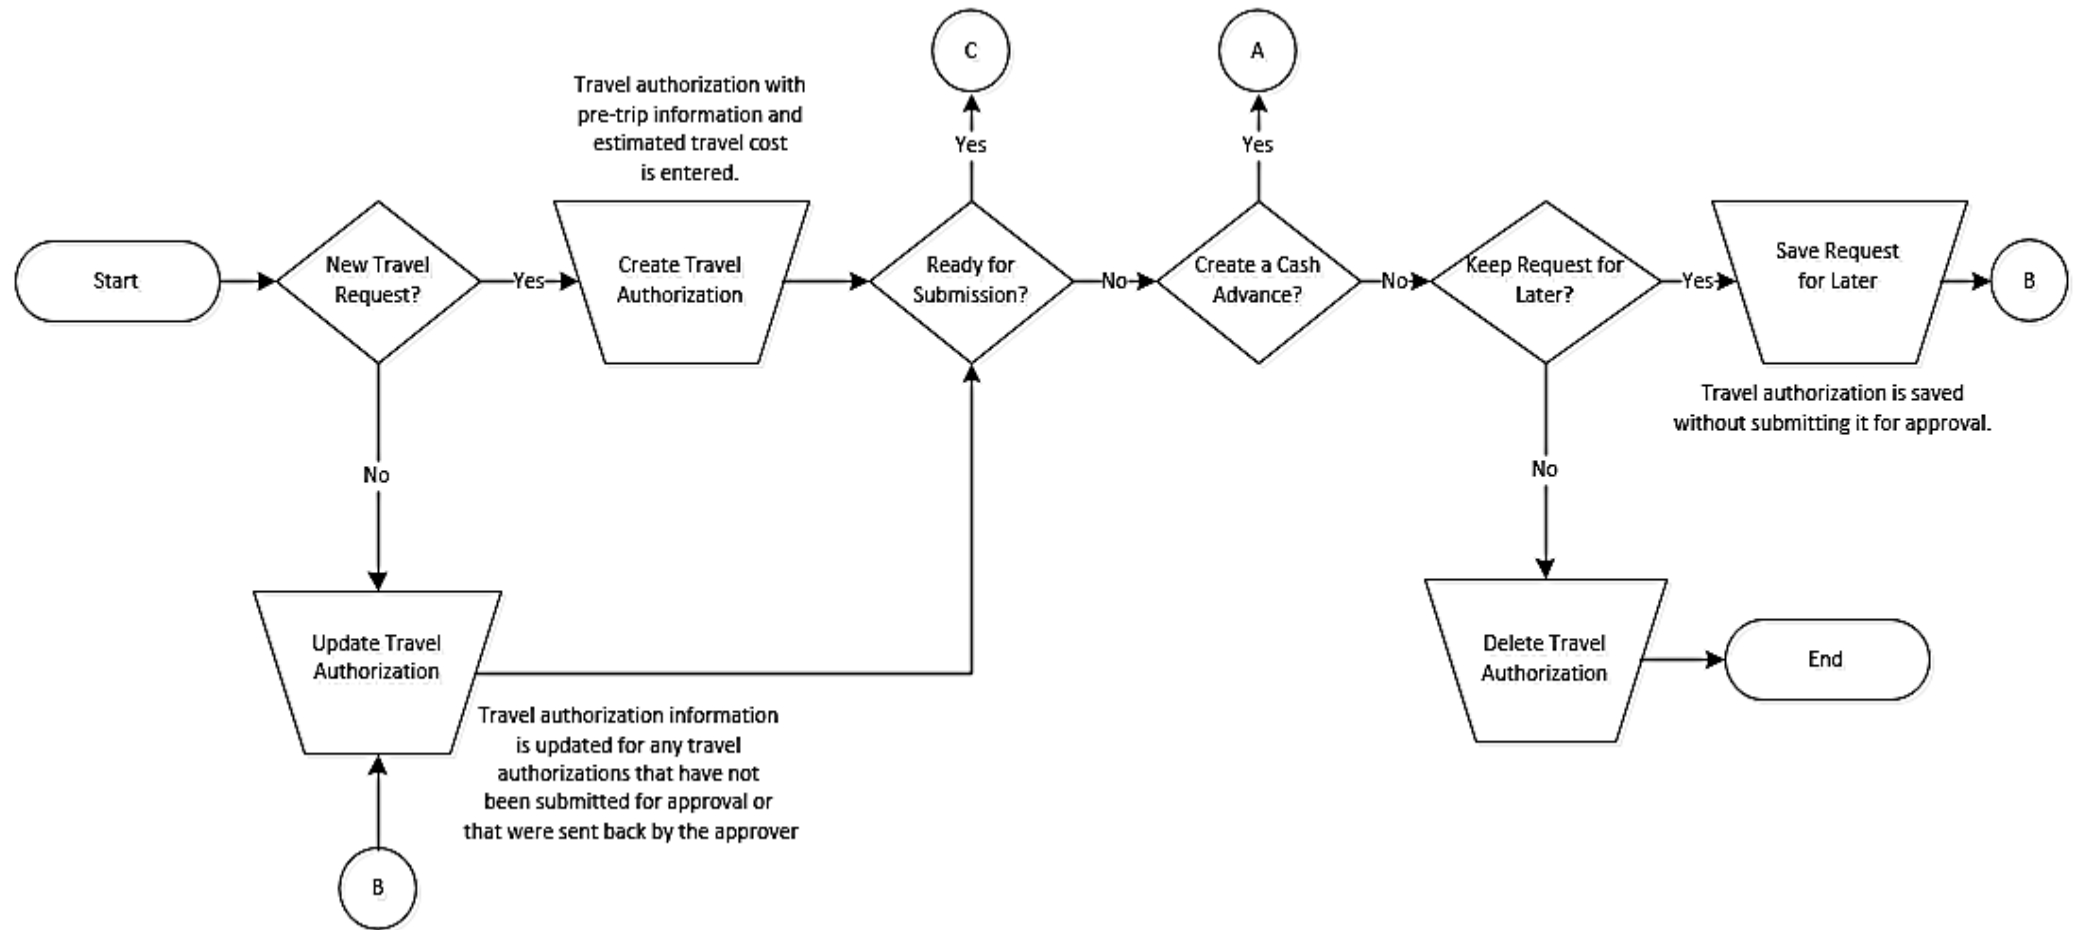 C
A
Travel authorization with
pre-trip information and
estimated travel cost
is entered.
Yes
Yes
Start
New Travel
Request?
Yes
Create Travel
Authorization
Ready for
Submission?
No
Create a Cash
Advance?
No
Keep Request for
Later?
Yes
Save Request
for Later
B
Travel authorization is saved
without submitting it for approval.
No
No
Update Travel
Authorization
Delete Travel
Authorization
End
Travel authorization information
is updated for any travel
authorizations that have not
been submitted for approval or
that were sent back by the approver
B